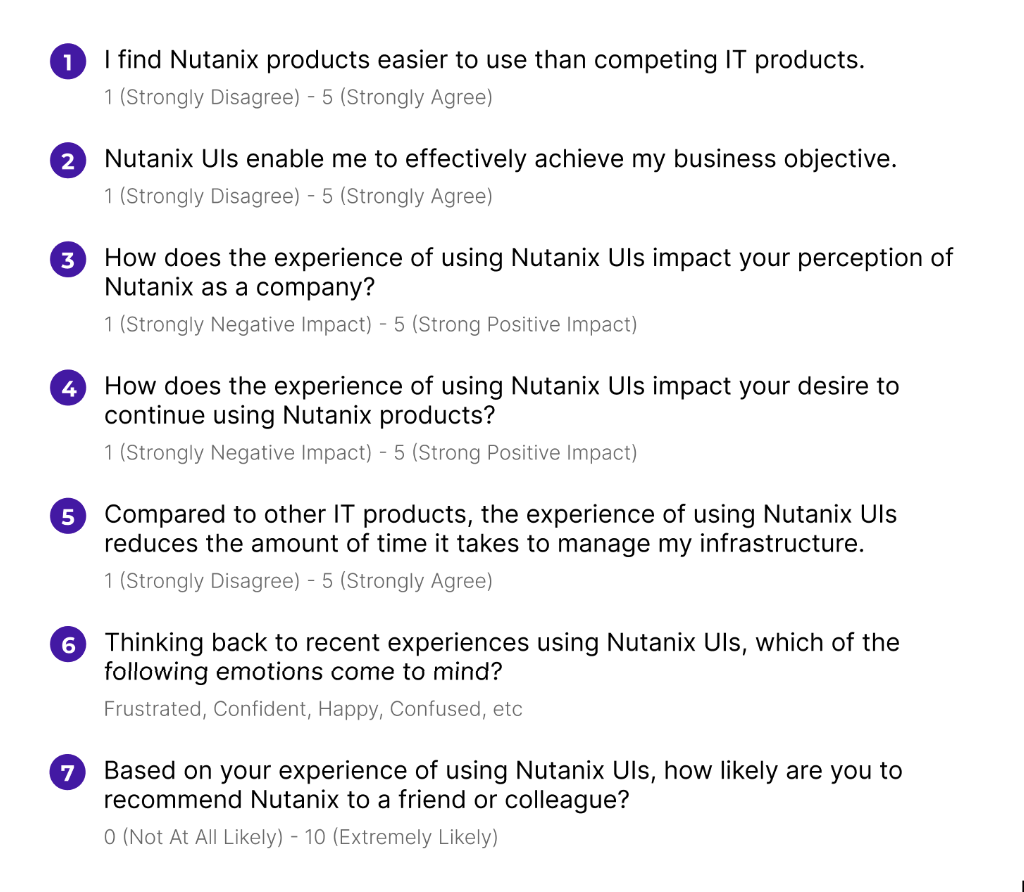 1 I find Nutanix products easier to use than competing IT products.
1 (Strongly Disagree) - 5 (Strongly Agree)
2 Nutanix UIs enable me to effectively achieve my business objective.
1 (Strongly Disagree) - 5 (Strongly Agree)
3 How does the experience of using Nutanix UIs impact your perception of
Nutanix as a company?
1 (Strongly Negative Impact) - 5 (Strong Positive Impact)
4 How does the experience of using Nutanix UIs impact your desire to
continue using Nutanix products?
1 (Strongly Negative Impact) - 5 (Strong Positive Impact)
5 Compared to other IT products, the experience of using Nutanix UIs
reduces the amount of time it takes to manage my infrastructure.
1 (Strongly Disagree) - 5 (Strongly Agree)
6 Thinking back to recent experiences using Nutanix UIs, which of the
following emotions come to mind?
Frustrated, Confident, Happy, Confused, etc
7 Based on your experience of using Nutanix UIs, how likely are you to
recommend Nutanix to a friend or colleague?
0 (Not At All Likely) - 10 (Extremely Likely)